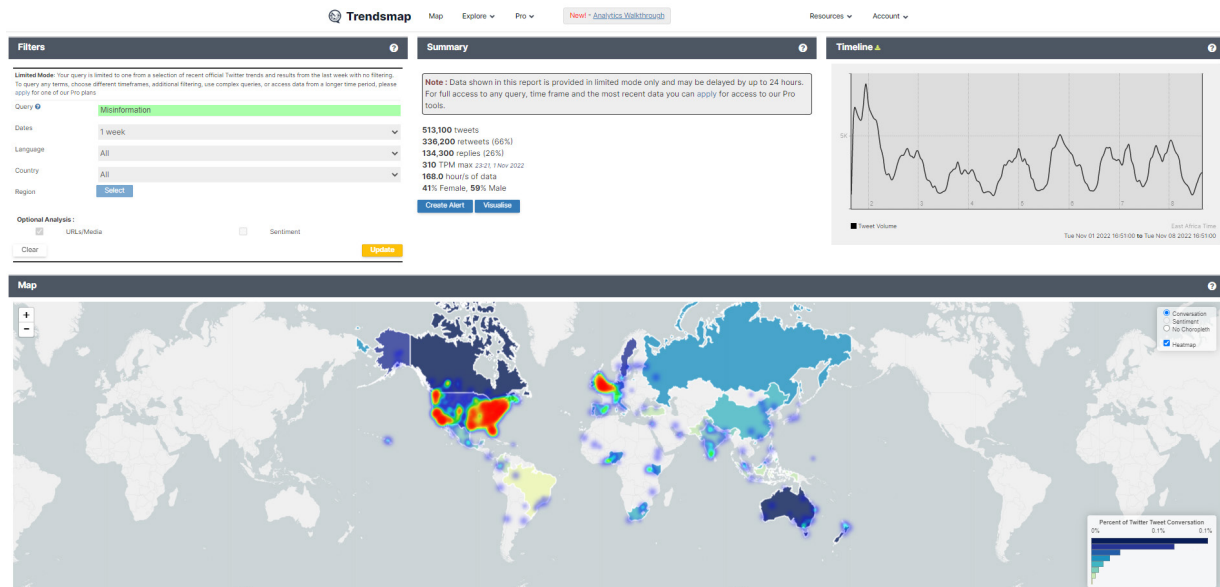 Trendsmap Map Explore Pro New! - Analytics Walkthrough Resources Account
Filters
Limited Mode: Your query is limited to one from a selection of recent official Twitter trends and results from the last week with no filtering.
To query any terms, choose different timeframes, additional filtering, use complex queries, or access data from a longer time period, please
apply for one of our Pro plans
Query Misinformation
Dates 1 week
Language All
Country All
Region Select
Optional Analysis :
URLs/Media Sentiment
Clear Update
Summary
Note : Data shown in this report is provided in limited mode only and may be delayed by up to 24 hours.
For full access to any query, time frame and the most recent data you can apply for access to our Pro
tools.
513,100 tweets
336,200 retweets (66%)
134,300 replies (26%)
310 TPM max 23:21, 1 Nov 2022
168.0 hour/s of data
41% Female, 59% Male
Create Alert Visualise
Timeline
5K
2 3 4 5 6 7 8
Tweet Volume East Africa Time
Tue Nov 01 2022 16:51:00 to Tue Nov 08 2022 16:51:00
Map
+
−
Conversation
Sentiment
No Choropleth
Heatmap
Percent of Twitter Tweet Conversation
0% 0.1% 0.1%